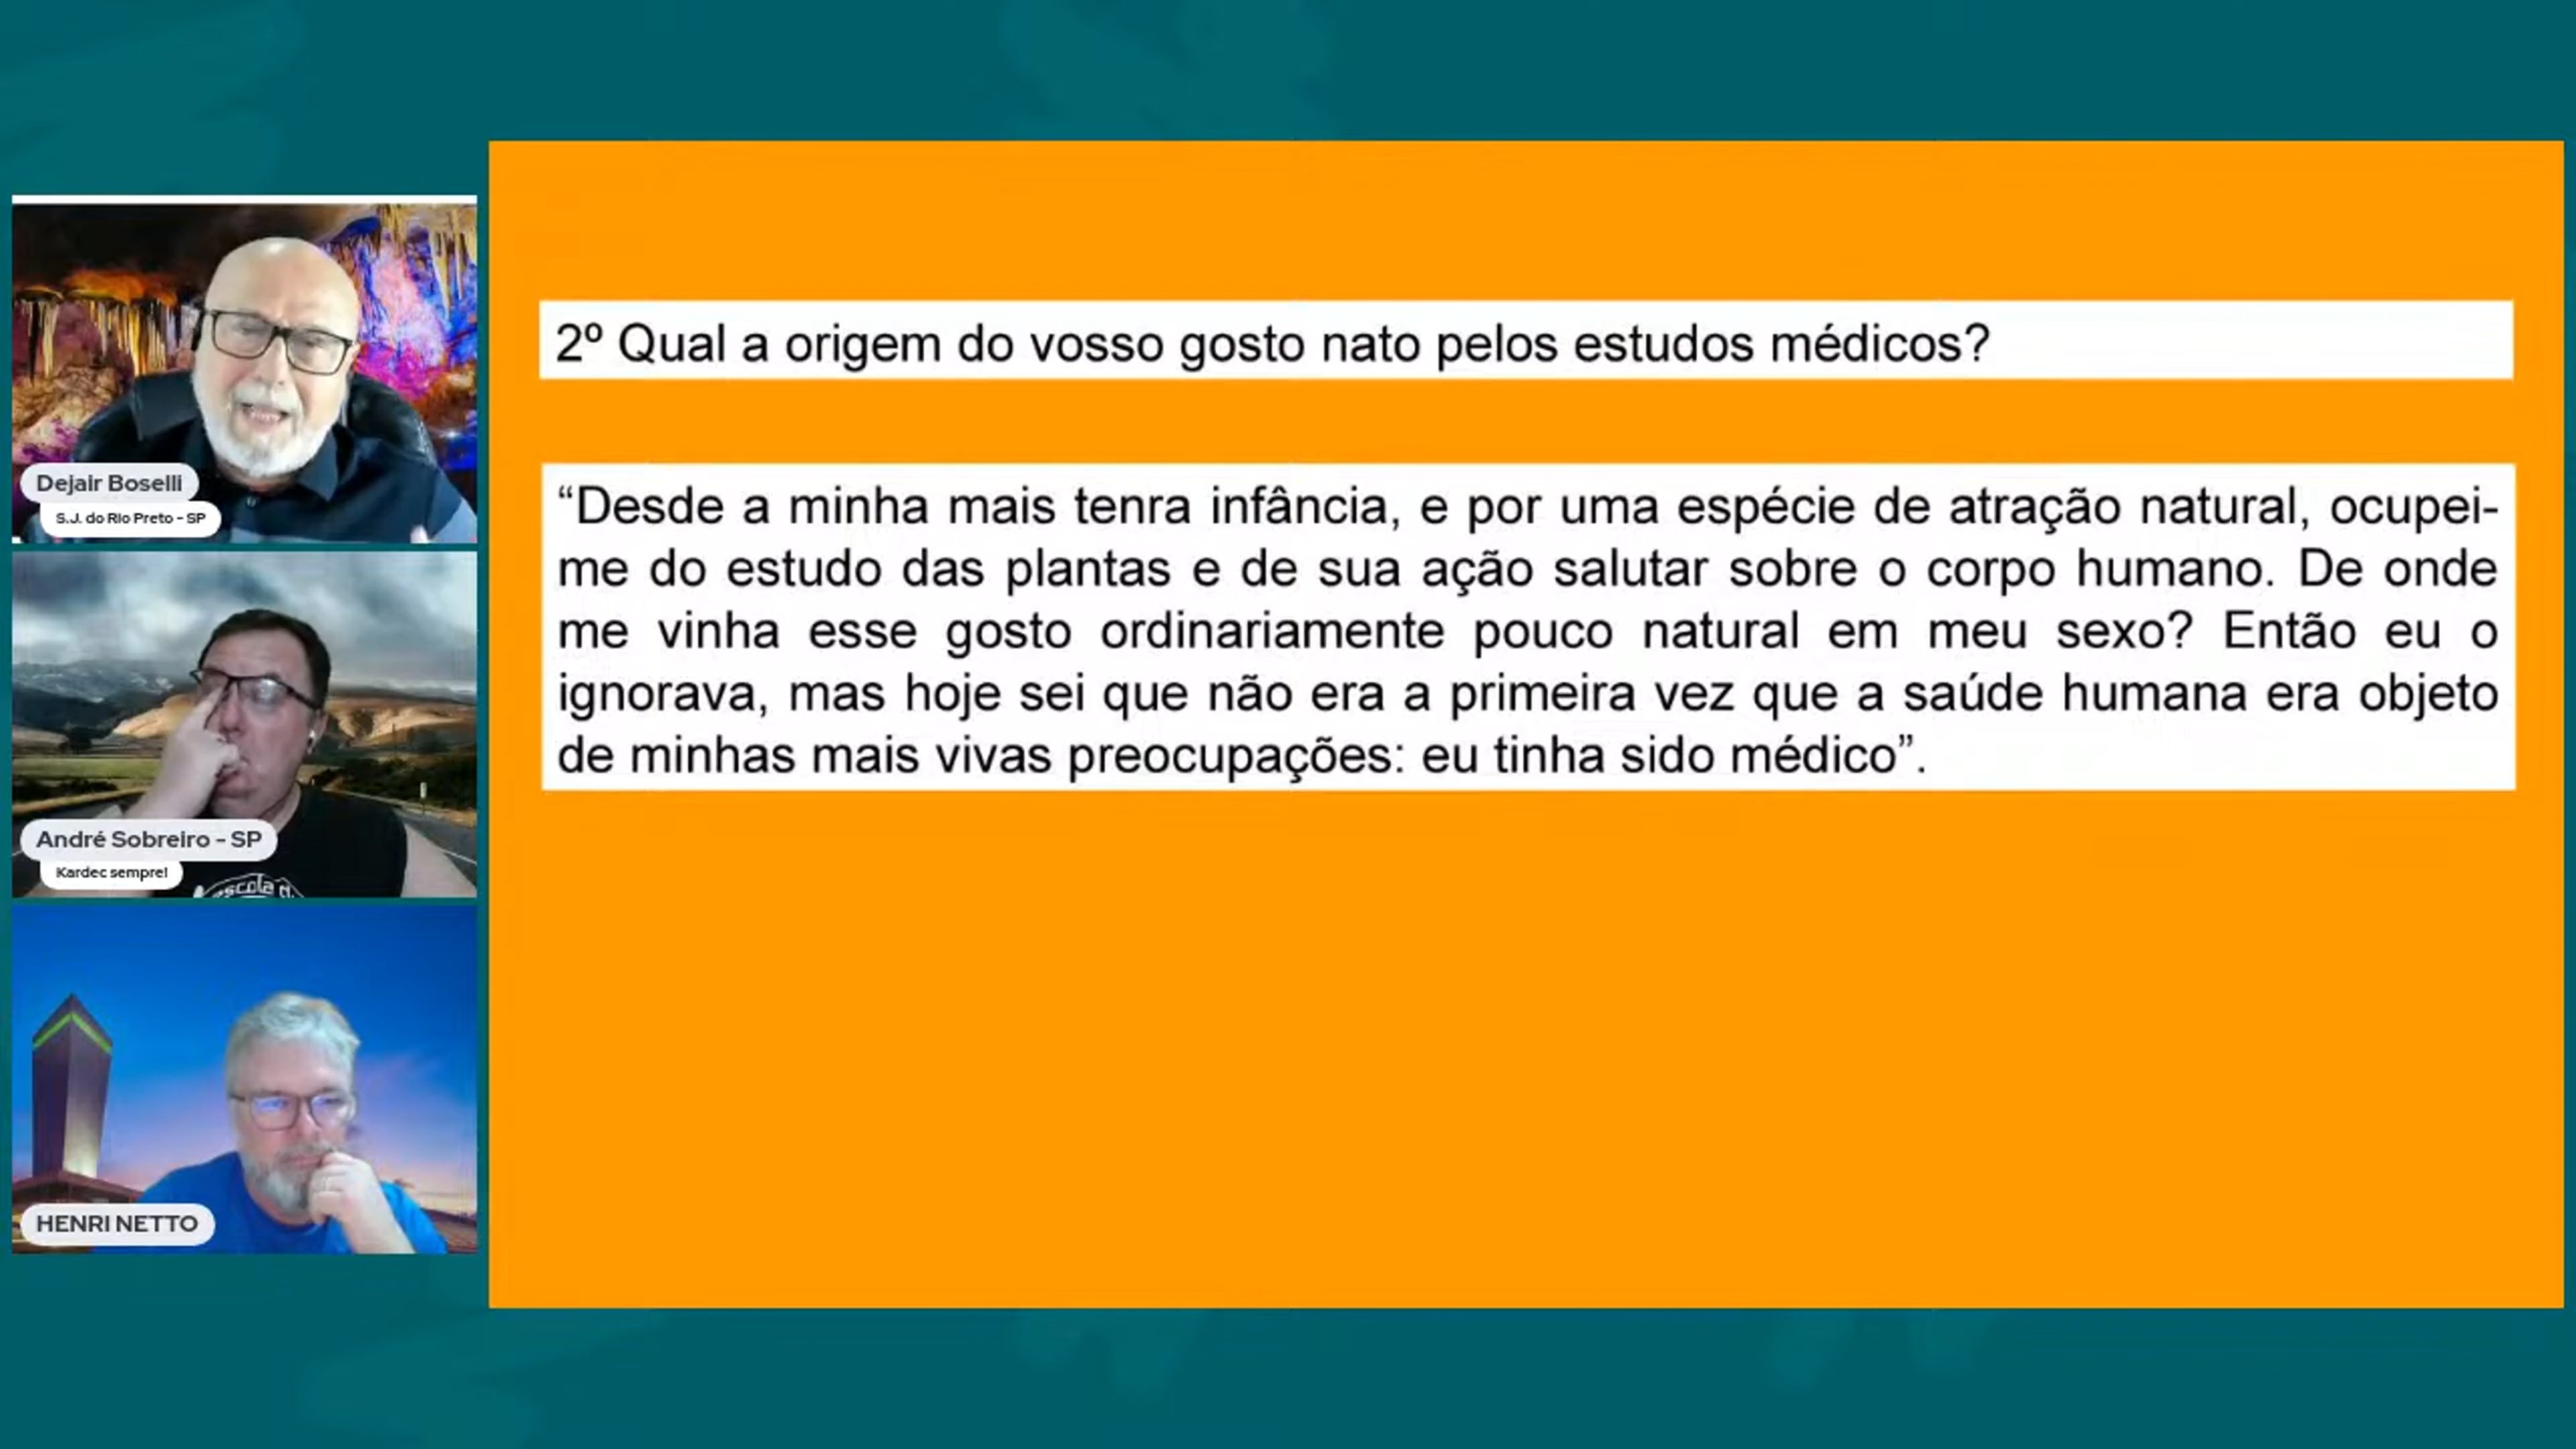 2º Qual a origem do vosso gosto nato pelos estudos médicos?
“Desde a minha mais tenra infância, e por uma espécie de atração natural, ocupei-
me do estudo das plantas e de sua ação salutar sobre o corpo humano. De onde
me vinha esse gosto ordinariamente pouco natural em meu sexo? Então eu o
ignorava, mas hoje sei que não era a primeira vez que a saúde humana era objeto
de minhas mais vivas preocupações: eu tinha sido médico”.
Dejair Boselli
S.J. do Rio Preto - SP
André Sobreiro - SP
Kardec sempre!
escola
HENRI NETTO